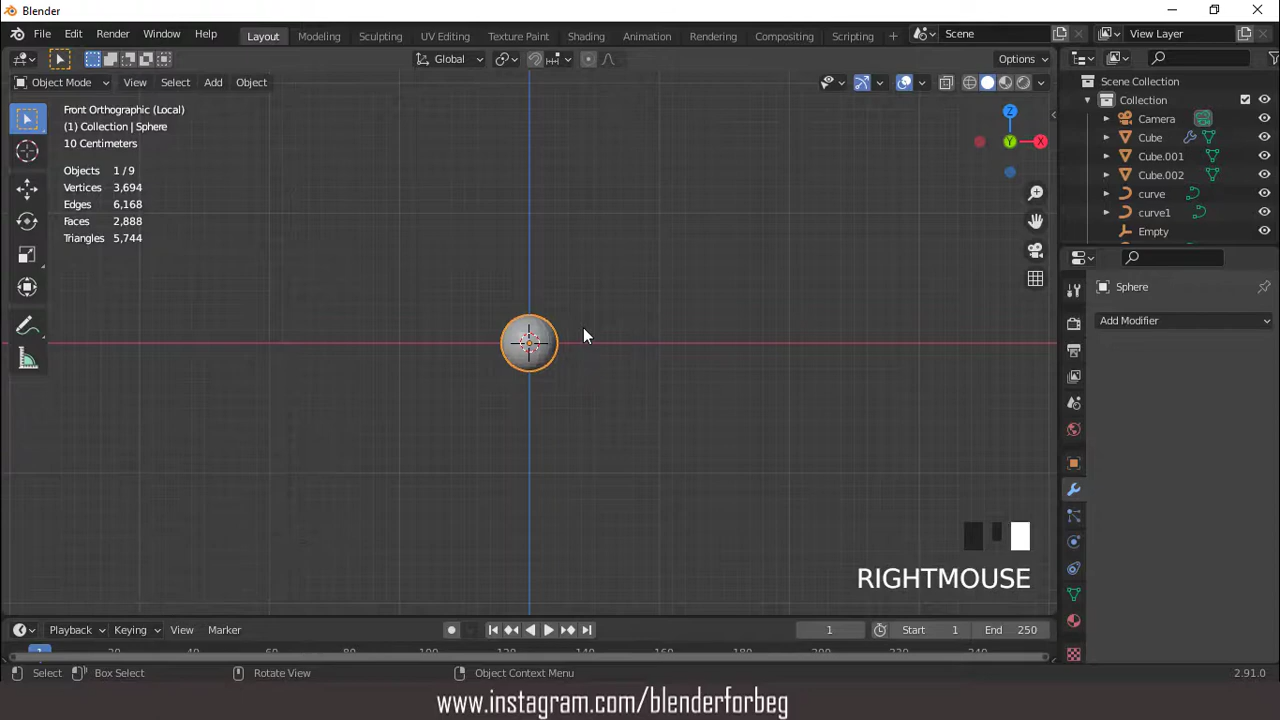 Blender
File Edit Render Window Help Layout Modeling Sculpting UV Editing Texture Paint Shading Animation Rendering Compositing Scripting Scene View Layer
Global Options
Object Mode View Select Add Object
Scene Collection
Collection
Camera
Cube
Cube.001
Cube.002
curve
curve1
Empty
Front Orthographic (Local)
(1) Collection | Sphere
10 Centimeters
Objects 1/9
Vertices 3,694
Edges 6,168
Faces 2,888
Triangles 5,744
Z
Y
X
Sphere
Add Modifier
RIGHTMOUSE
Playback Keying View Marker 1 Start 1 End 250
1
Select Box Select Rotate View Object Context Menu 2.91.0
www.instagram.com/blenderforbeg